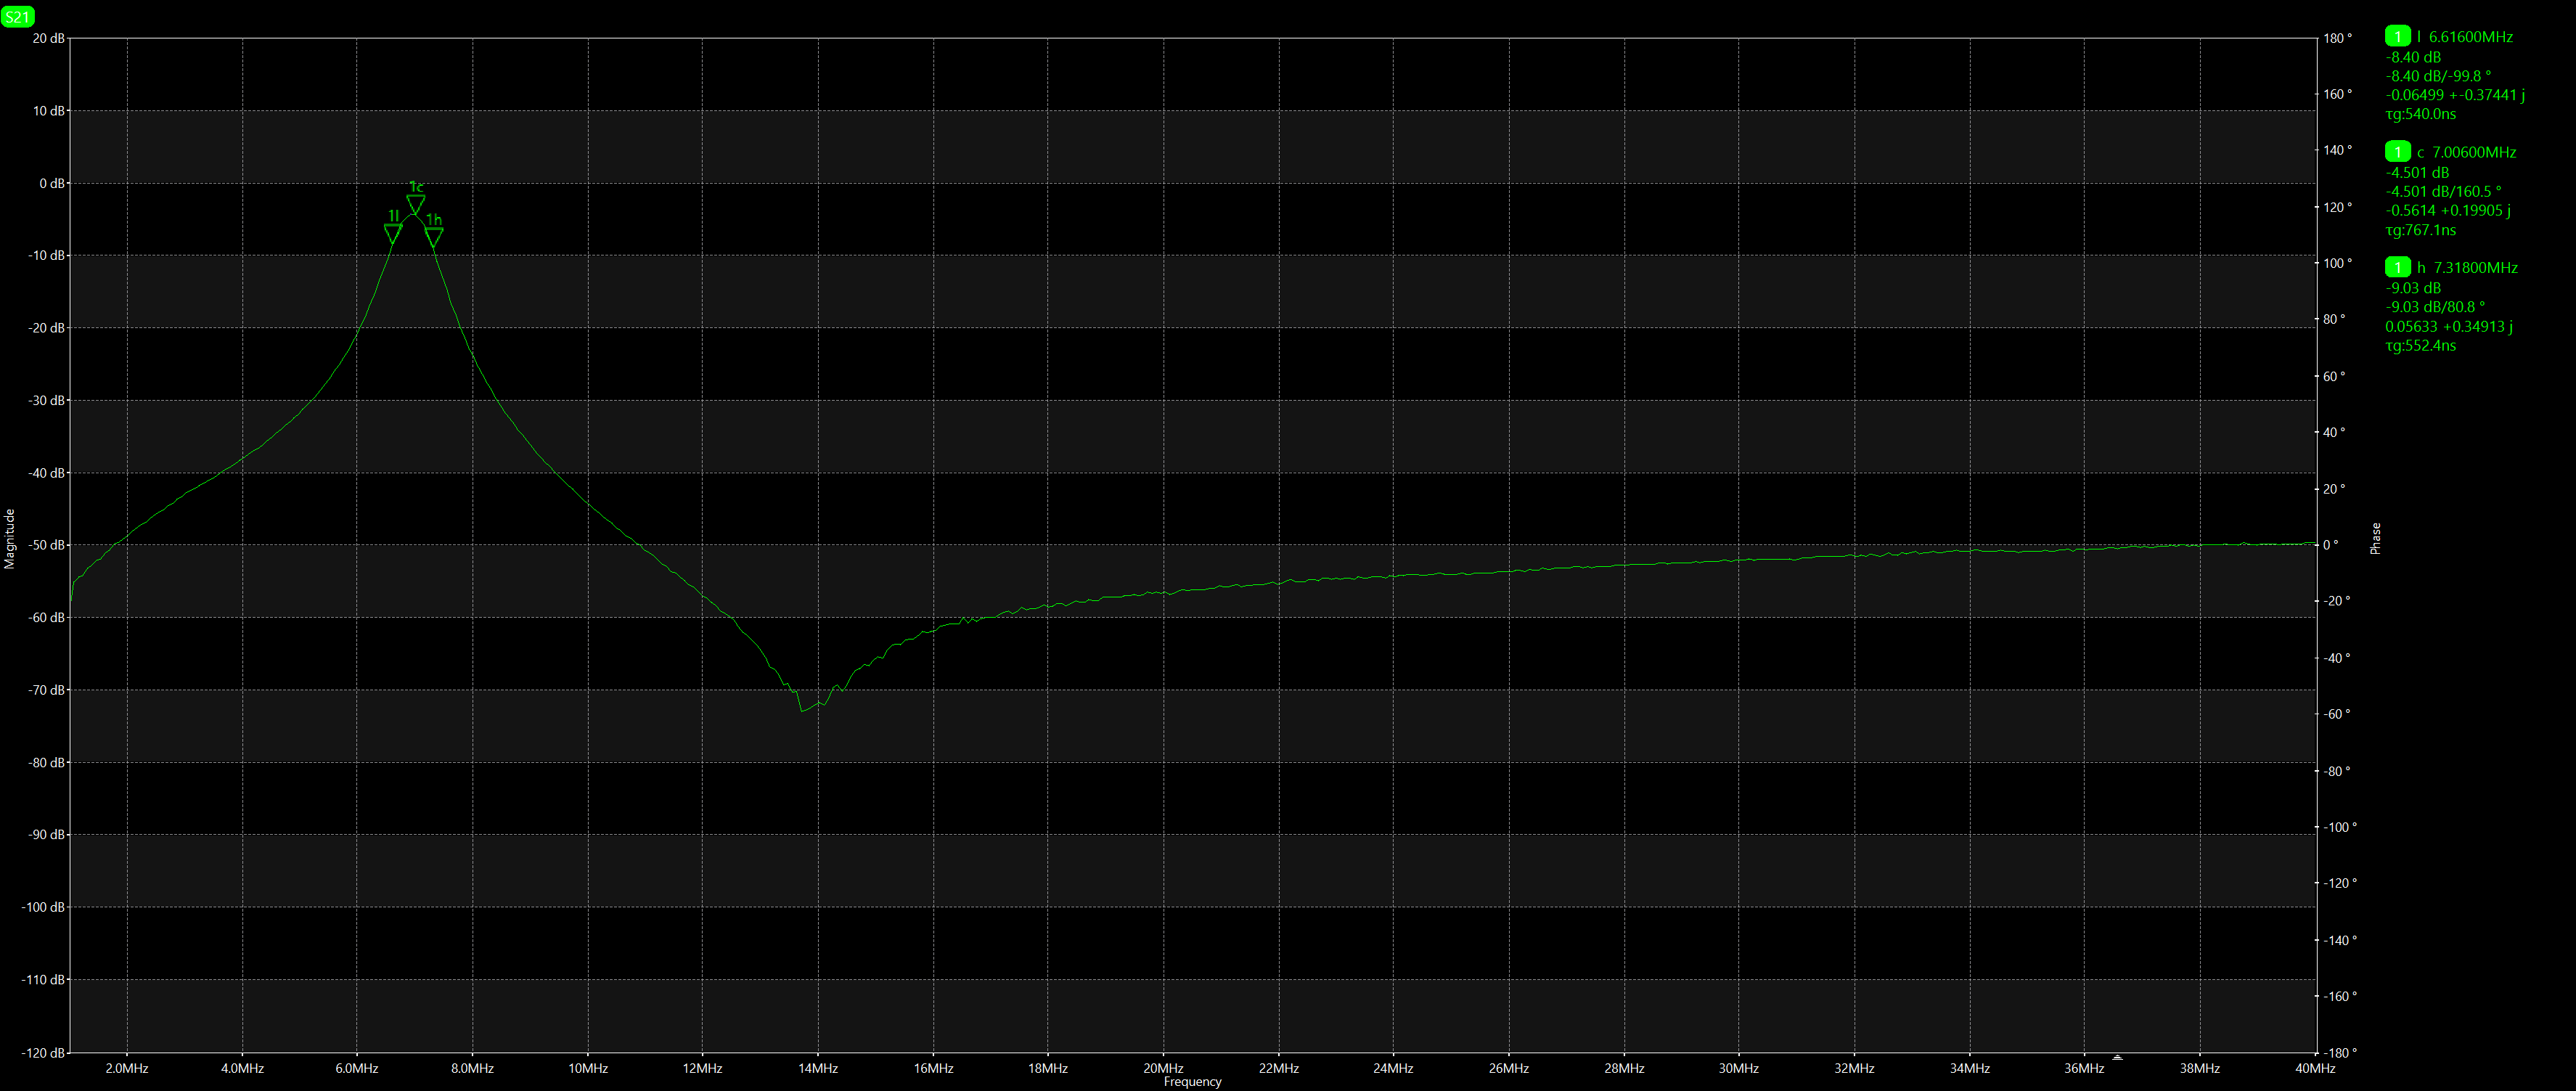 S21
20 dB
10 dB
0 dB
-10 dB
-20 dB
-30 dB
-40 dB
-50 dB
-60 dB
-70 dB
-80 dB
-90 dB
-100 dB
-110 dB
-120 dB
Magnitude
1l
1c
1h
2.0MHz 4.0MHz 6.0MHz 8.0MHz 10MHz 12MHz 14MHz 16MHz 18MHz 20MHz 22MHz 24MHz 26MHz 28MHz 30MHz 32MHz 34MHz 36MHz 38MHz 40MHz
Frequency
180 °
160 °
140 °
120 °
100 °
80 °
60 °
40 °
20 °
0 °
-20 °
-40 °
-60 °
-80 °
-100 °
-120 °
-140 °
-160 °
-180 °
Phase
1 l 6.61600MHz
-8.40 dB
-8.40 dB/-99.8 °
-0.06499 +-0.37441 j
τg:540.0ns
1 c 7.00600MHz
-4.501 dB
-4.501 dB/160.5 °
-0.5614 +0.19905 j
τg:767.1ns
1 h 7.31800MHz
-9.03 dB
-9.03 dB/80.8 °
0.05633 +0.34913 j
τg:552.4ns